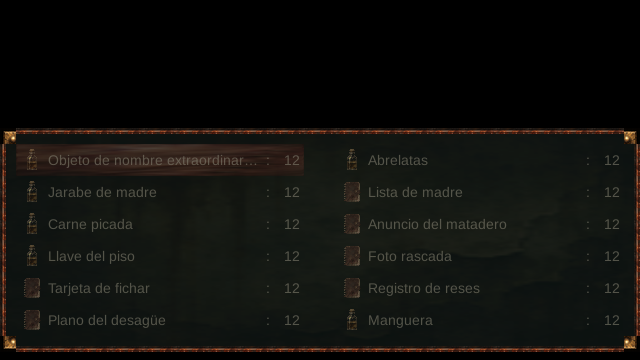 Objeto de nombre extraordinar… : 12
Abrelatas : 12
Jarabe de madre : 12
Lista de madre : 12
Carne picada : 12
Anuncio del matadero : 12
Llave del piso : 12
Foto rascada : 12
Tarjeta de fichar : 12
Registro de reses : 12
Plano del desagüe : 12
Manguera : 12